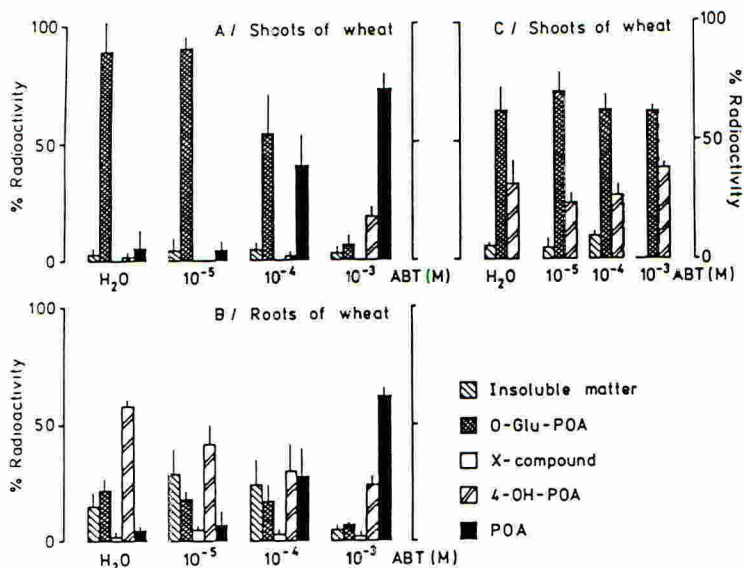 A/ Shoots of wheat
100
50
0
% Radioactivity
H₂O 10⁻⁵ 10⁻⁴ 10⁻³ ABT (M)
C/ Shoots of wheat
100
50
0
% Radioactivity
H₂O 10⁻⁵ 10⁻⁴ 10⁻³ ABT (M)
B/ Roots of wheat
100
50
0
% Radioactivity
H₂O 10⁻⁵ 10⁻⁴ 10⁻³ ABT (M)
Insoluble matter
O-Glu-POA
X-compound
4-OH-POA
POA